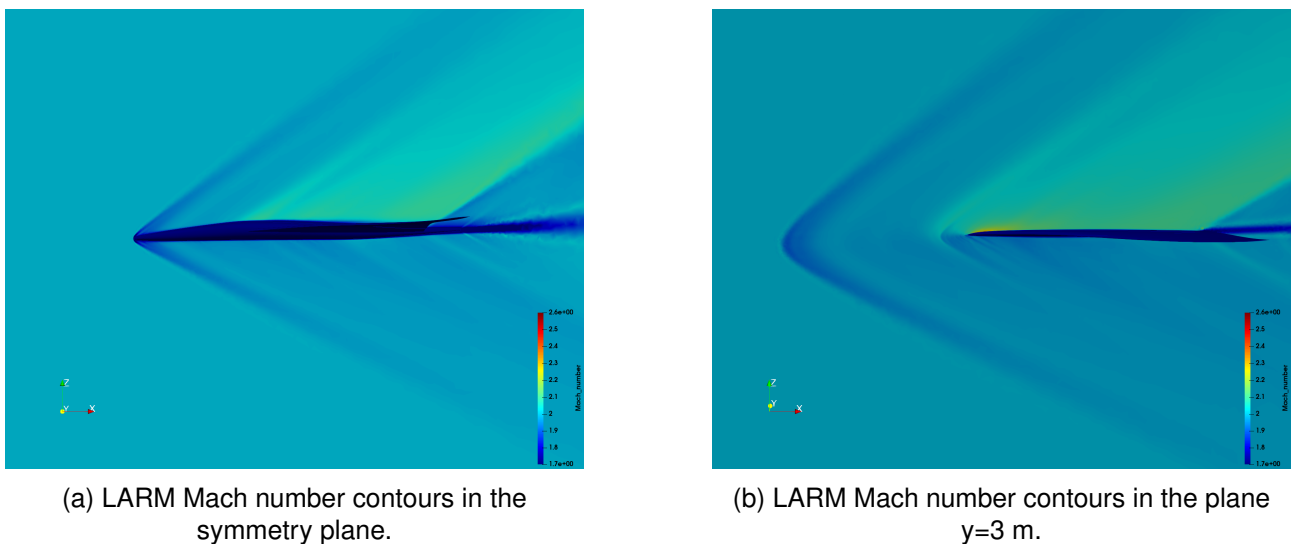 2.6e+00
2.5
2.4
2.3
2.2
2.1
2
1.9
1.8
1.7e+00
Mach_number
Z
Y
X
(a) LARM Mach number contours in the
symmetry plane.
2.6e+00
2.5
2.4
2.3
2.2
2.1
2
1.9
1.8
1.7e+00
Mach_number
Z
Y
X
(b) LARM Mach number contours in the plane
y=3 m.